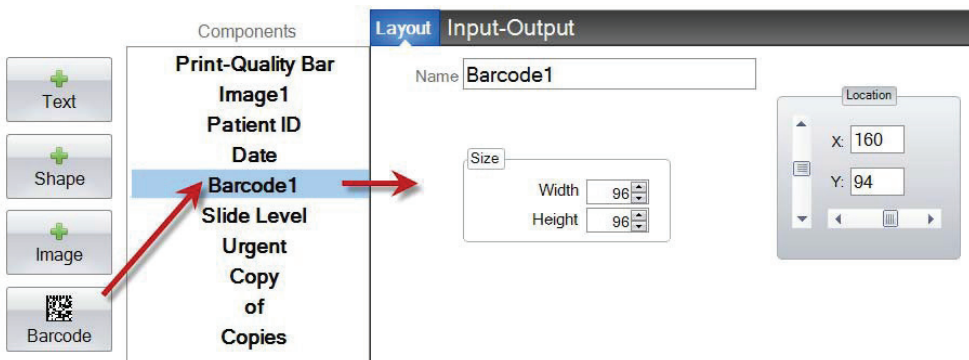 Text
Shape
Image
Barcode
Components
Print-Quality Bar
Image1
Patient ID
Date
Barcode1
Slide Level
Urgent
Copy
of
Copies
Layout Input-Output
Name Barcode1
Size
Width 96
Height 96
Location
X: 160
Y: 94